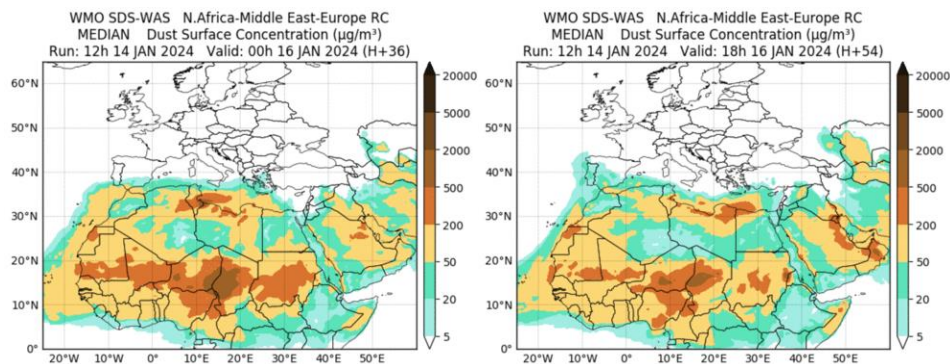 WMO SDS-WAS N.Africa-Middle East-Europe RC
MEDIAN Dust Surface Concentration (µg/m³)
Run: 12h 14 JAN 2024 Valid: 00h 16 JAN 2024 (H+36)
60°N
50°N
40°N
30°N
20°N
10°N
0°
20°W
10°W
0°
10°E
20°E
30°E
40°E
50°E
20000
5000
2000
500
200
50
20
5
WMO SDS-WAS N.Africa-Middle East-Europe RC
MEDIAN Dust Surface Concentration (µg/m³)
Run: 12h 14 JAN 2024 Valid: 18h 16 JAN 2024 (H+54)
60°N
50°N
40°N
30°N
20°N
10°N
0°
20°W
10°W
0°
10°E
20°E
30°E
40°E
50°E
20000
5000
2000
500
200
50
20
5